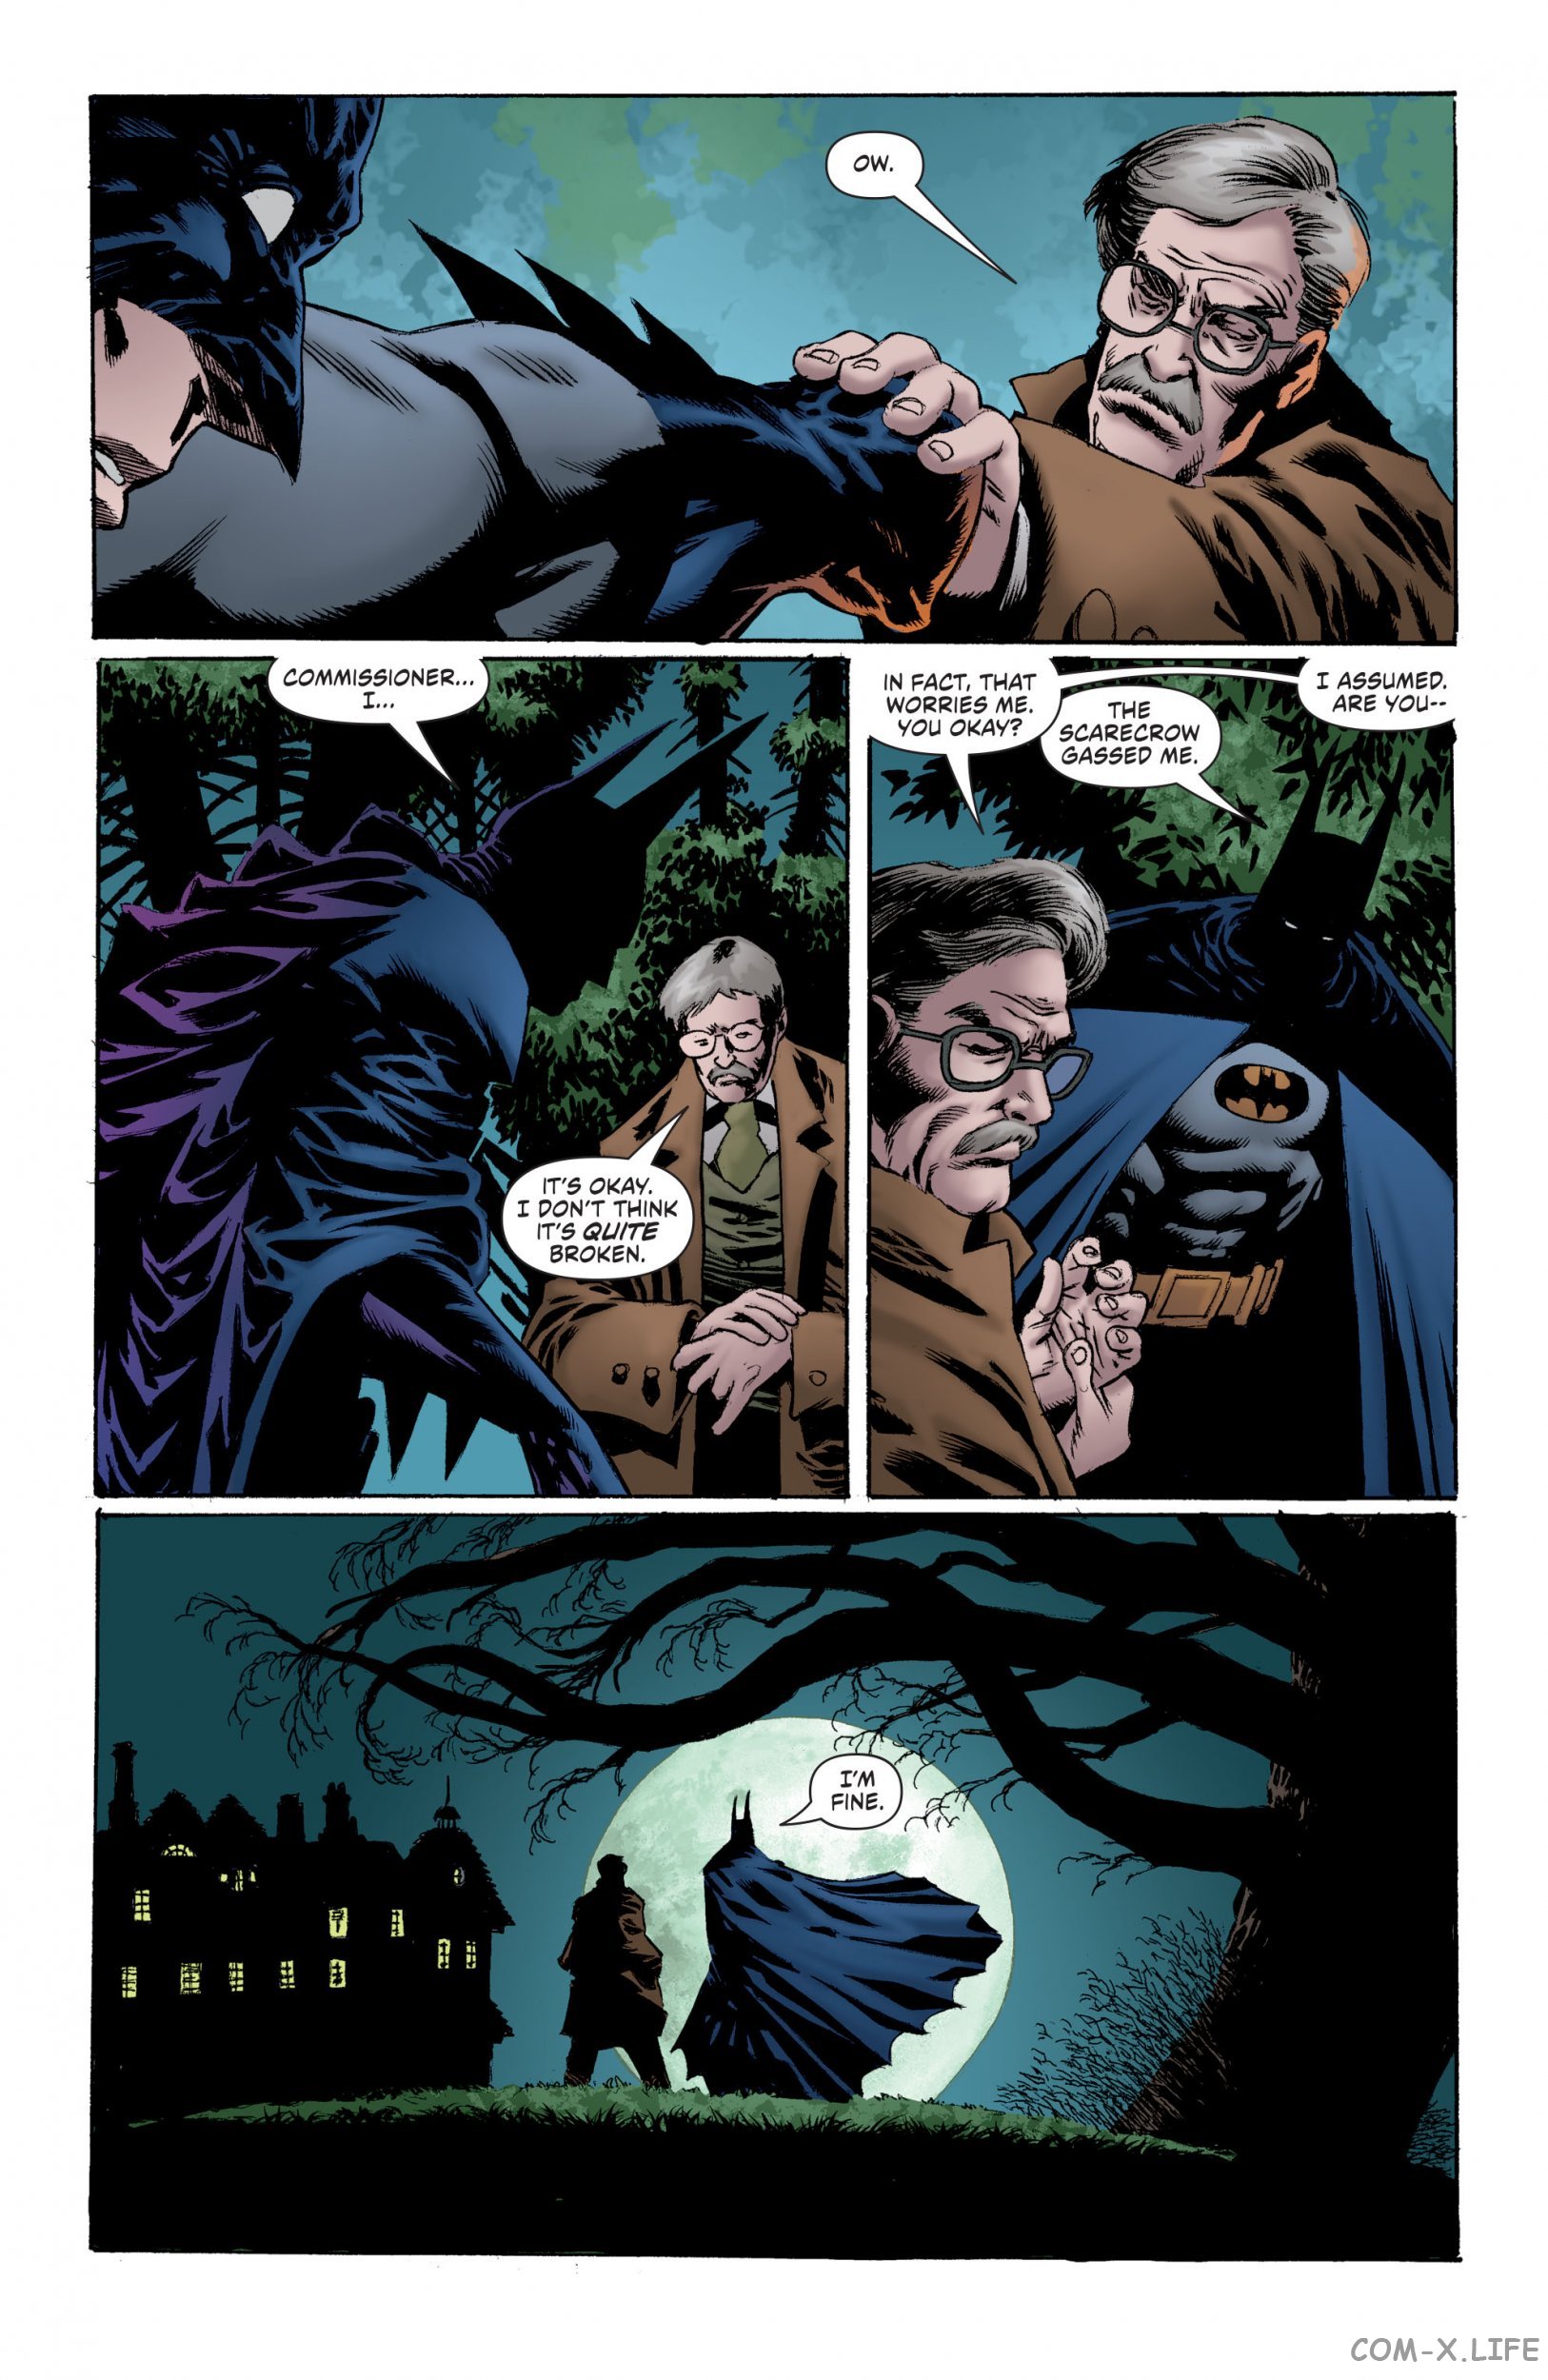 OW.
COMMISSIONER...
I...
IT'S OKAY.
I DON'T THINK
IT'S QUITE
BROKEN.
IN FACT, THAT
WORRIES ME.
YOU OKAY?
THE
SCARECROW
GASSED ME.
I ASSUMED.
ARE YOU--
I'M
FINE.
COM-X.LIFE